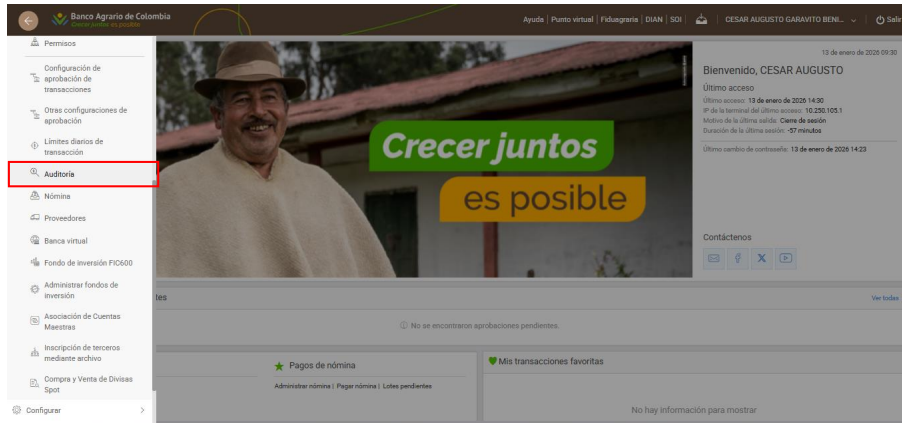 Banco Agrario de Colombia
Crecer juntos es posible
Ayuda | Punto virtual | Fiduagraria | DIAN | SOI | CESAR AUGUSTO GARAVITO BENI... Salir
Permisos
Configuración de
aprobación de
transacciones
Otras configuraciones de
aprobación
Límites diarios de
transacción
Auditoría
Nómina
Proveedores
Banca virtual
Fondo de inversión FIC600
Administrar fondos de
inversión
Asociación de Cuentas
Maestras
Inscripción de terceros
mediante archivo
Compra y Venta de Divisas
Spot
Configurar
Crecer juntos
es posible
13 de enero de 2026 09:30
Bienvenido, CESAR AUGUSTO
Último acceso
Último acceso: 13 de enero de 2026 14:30
IP de la terminal del último acceso: 10.250.105.1
Motivo de la última salida: Cierre de sesión
Duración de la última sesión: -57 minutos
Último cambio de contraseña: 13 de enero de 2026 14:23
Contáctenos
tes
Ver todas
No se encontraron aprobaciones pendientes.
Pagos de nómina
Administrar nómina | Pagar nómina | Lotes pendientes
Mis transacciones favoritas
No hay información para mostrar